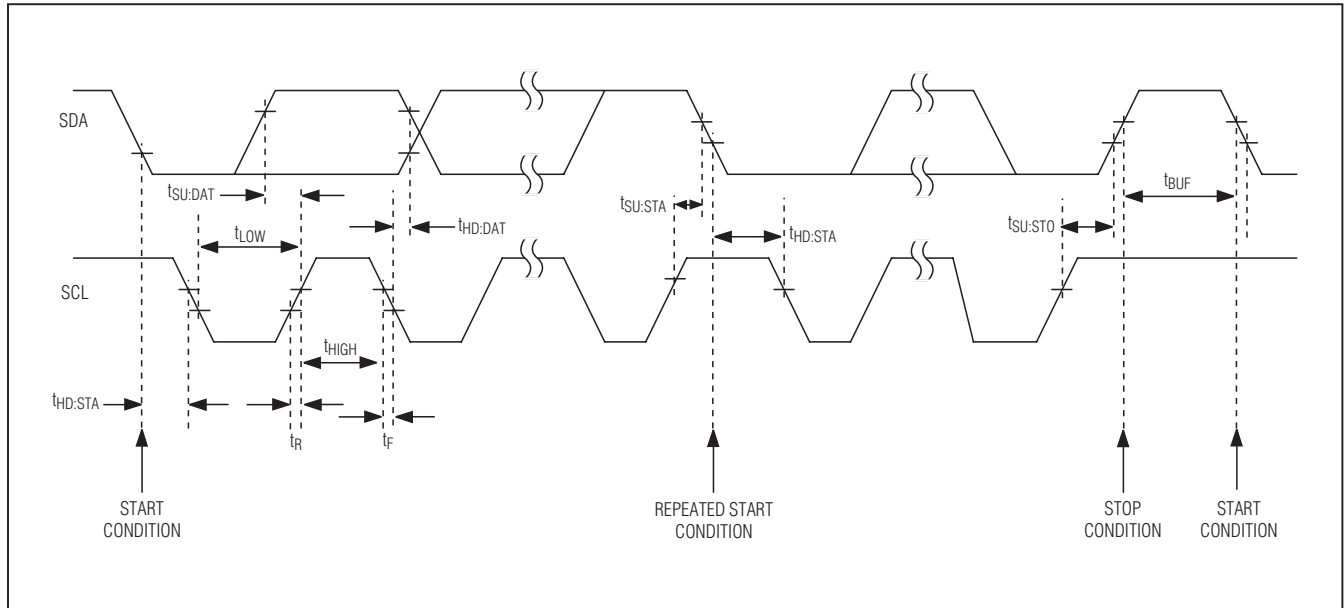 SDA
tSU:DAT
tHD:DAT
tLOW
tSU:STA
tHD:STA
tSU:STO
tBUF
SCL
tHIGH
tHD:STA
tR
tF
START
CONDITION
REPEATED START
CONDITION
STOP
CONDITION
START
CONDITION